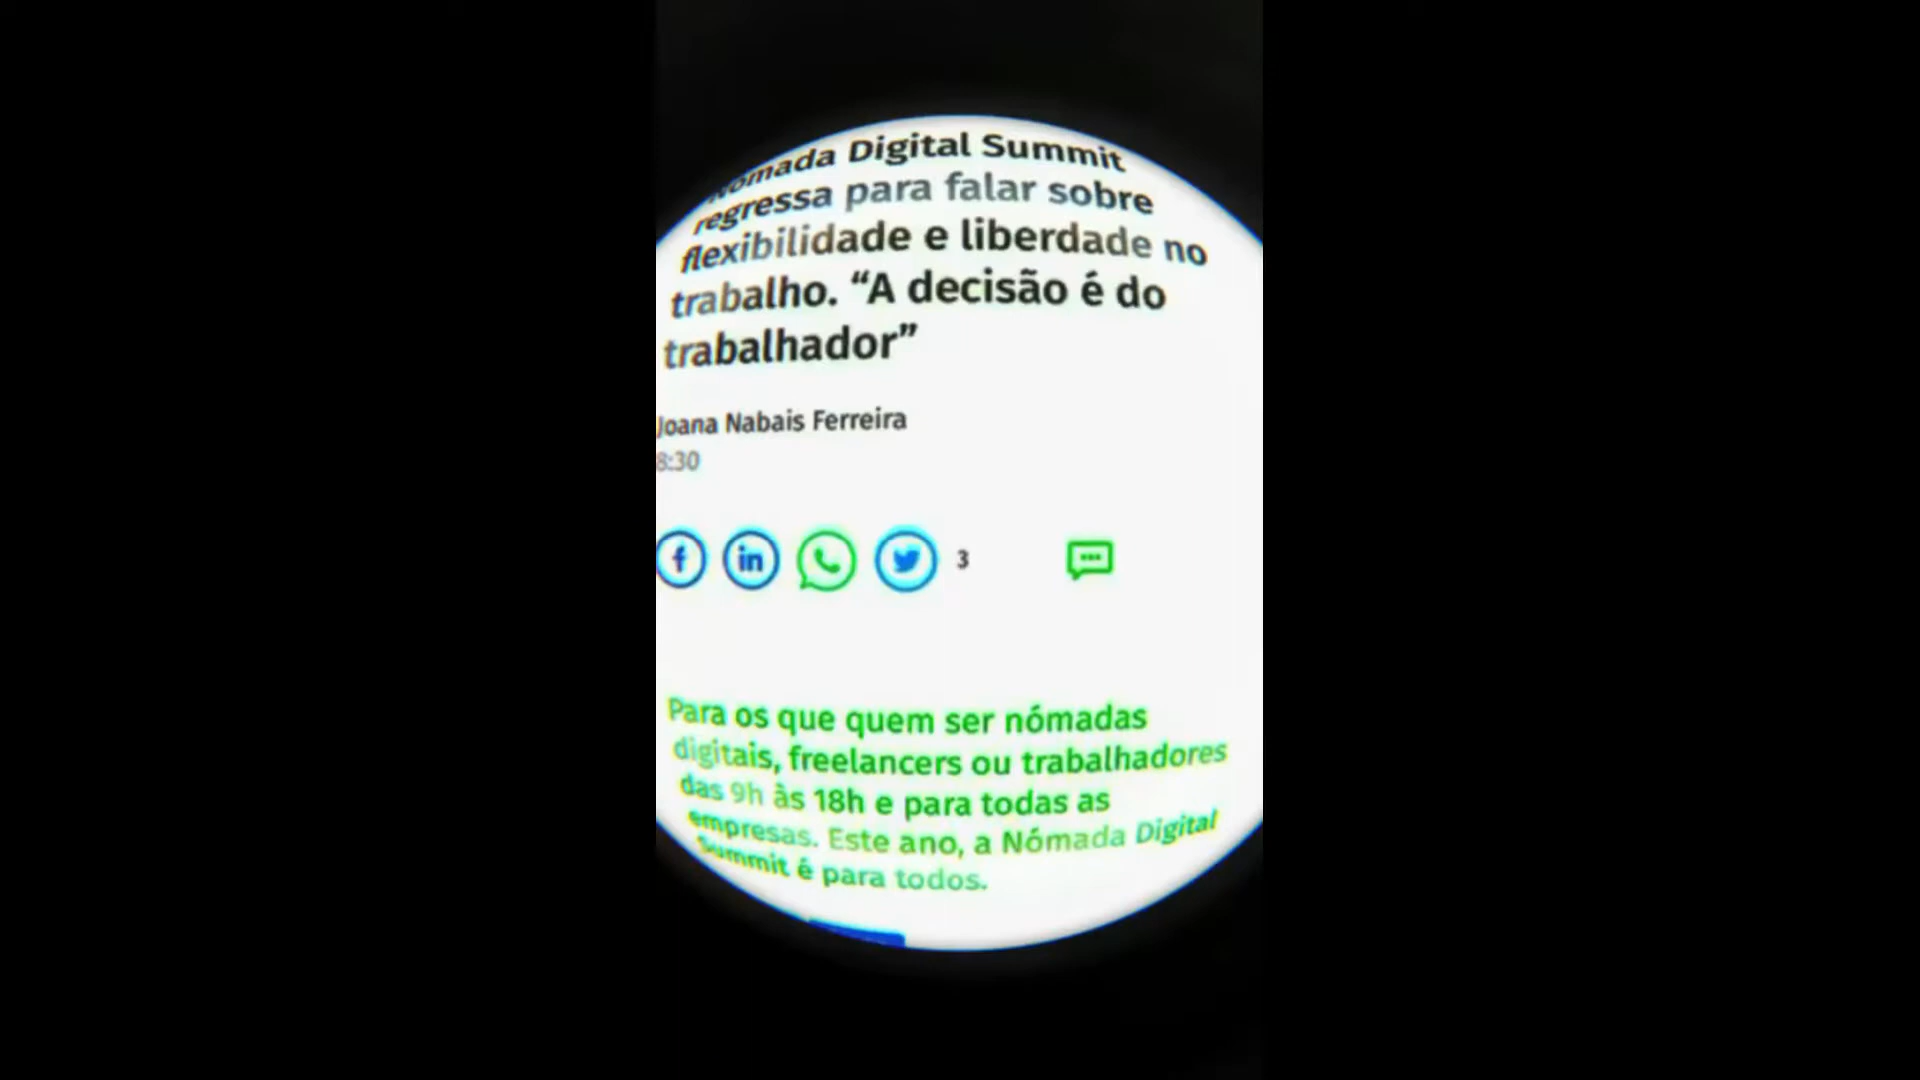 Nómada Digital Summit
regressa para falar sobre
flexibilidade e liberdade no
trabalho. “A decisão é do
trabalhador”
Joana Nabais Ferreira
8:30
3
Para os que quem ser nómadas
digitais, freelancers ou trabalhadores
das 9h às 18h e para todas as
empresas. Este ano, a Nómada Digital
Summit é para todos.